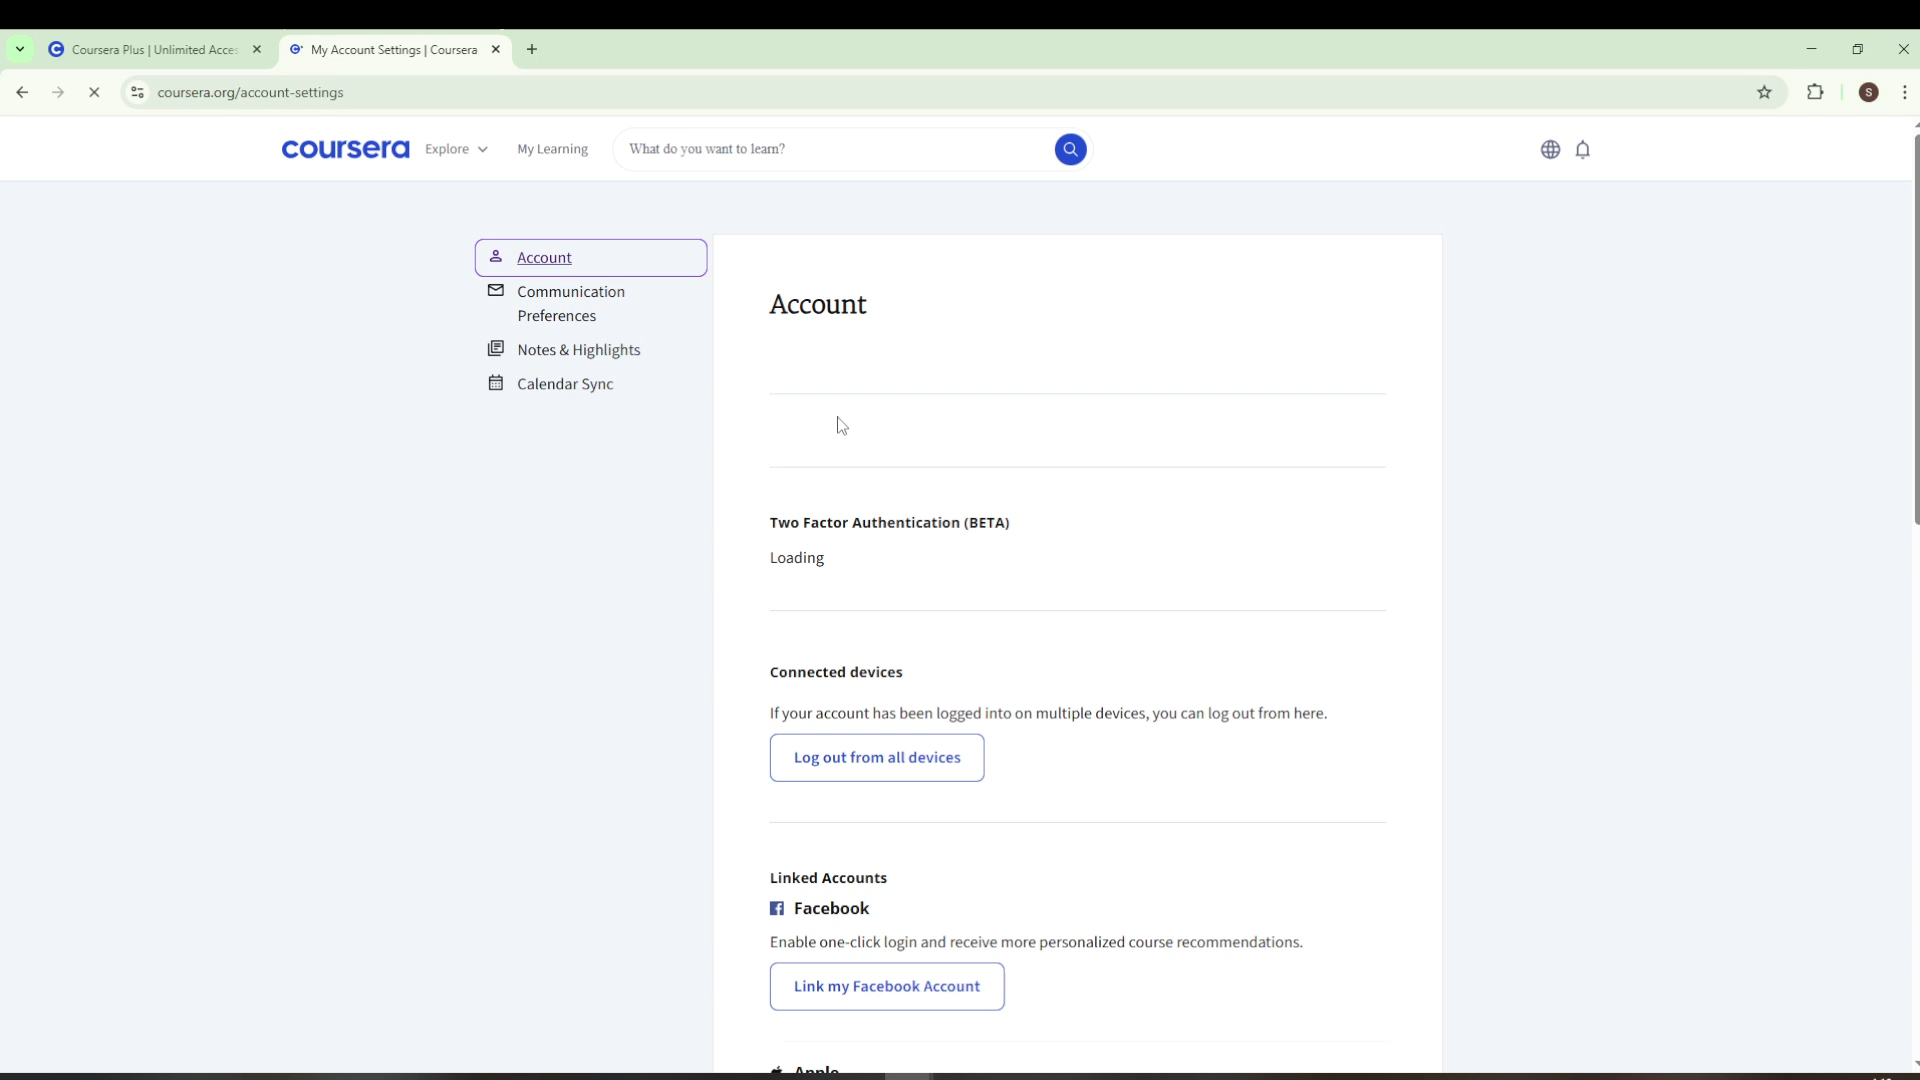 Coursera Plus | Unlimited Acces
My Account Settings | Coursera
coursera.org/account-settings
S
coursera
Explore
My Learning
What do you want to learn?
Account
Communication
Preferences
Notes & Highlights
Calendar Sync
Account
Two Factor Authentication (BETA)
Loading
Connected devices
If your account has been logged into on multiple devices, you can log out from here.
Log out from all devices
Linked Accounts
Facebook
Enable one-click login and receive more personalized course recommendations.
Link my Facebook Account
Apple